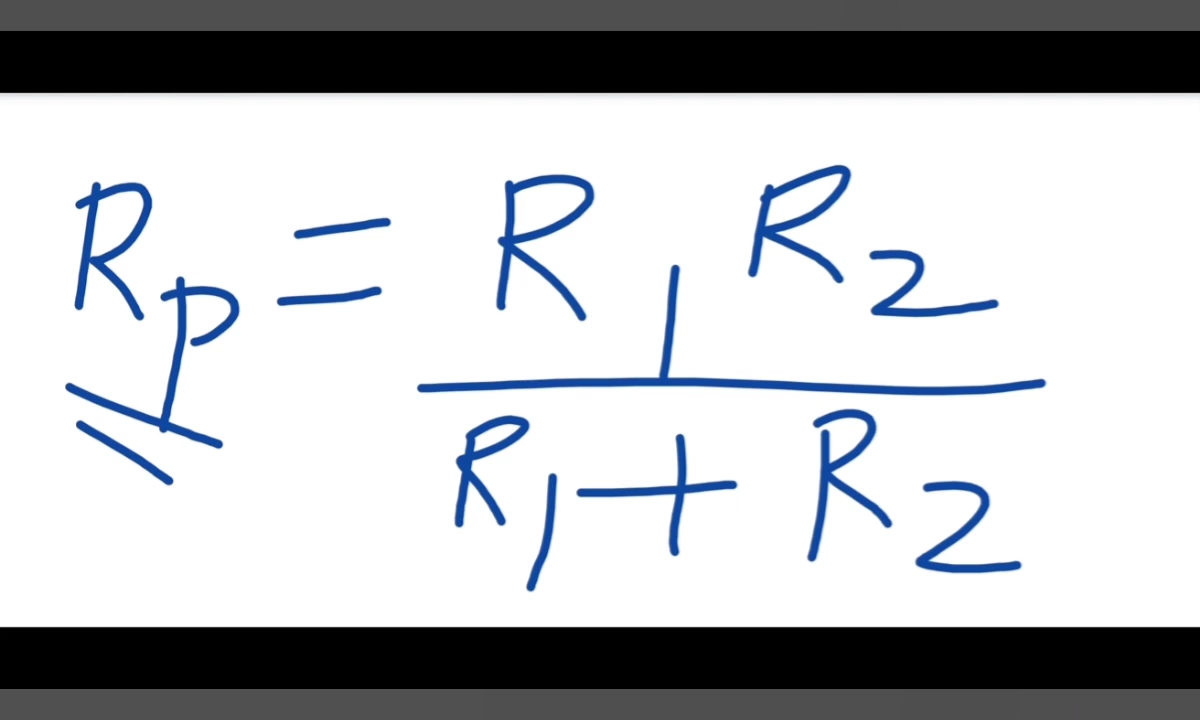 Rp = R1 R2
R1 + R2